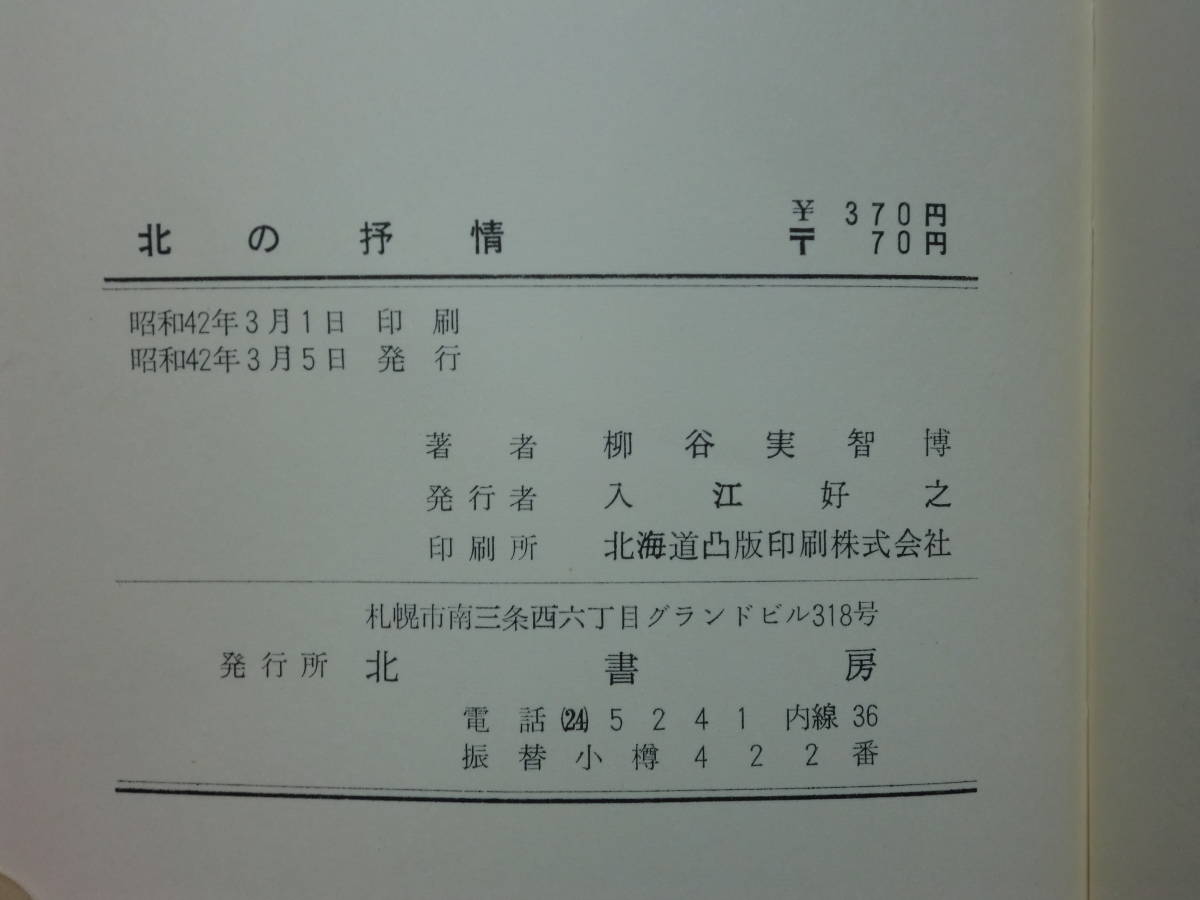 北の抒情
¥ 370円
〒 70円
昭和42年3月1日 印刷
昭和42年3月5日 発行
著者 柳谷実智博
発行者 入江好之
印刷所 北海道凸版印刷株式会社
札幌市南三条西六丁目グランドビル318号
発行所 北書房
電話(24)5241 内線36
振替小樽422番